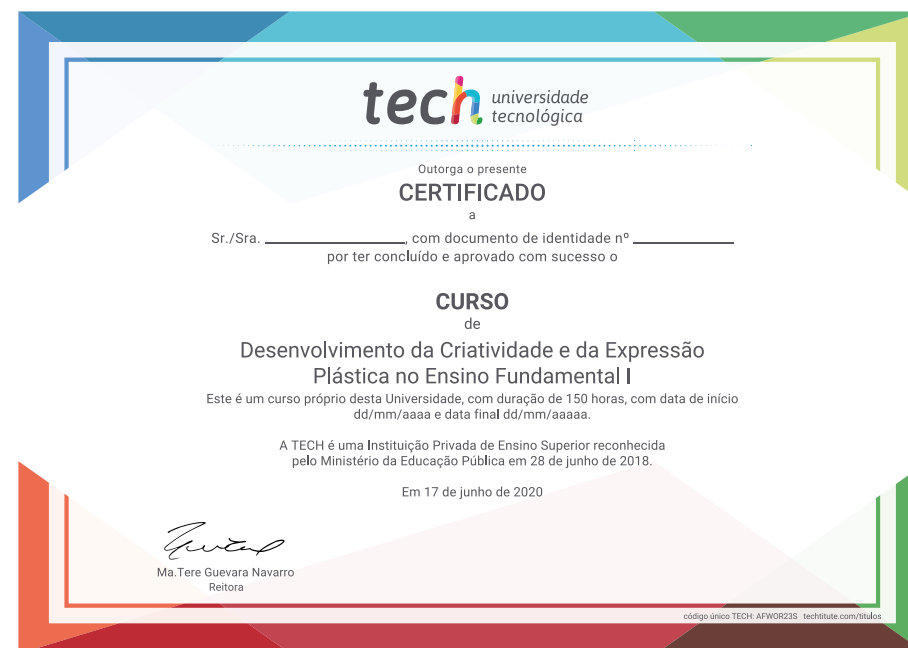 tech universidade
tecnológica
Outorga o presente
CERTIFICADO
a
Sr./Sra. ____________________, com documento de identidade nº ______________
por ter concluído e aprovado com sucesso o
CURSO
de
Desenvolvimento da Criatividade e da Expressão
Plástica no Ensino Fundamental I
Este é um curso próprio desta Universidade, com duração de 150 horas, com data de início
dd/mm/aaaa e data final dd/mm/aaaaa.
A TECH é uma Instituição Privada de Ensino Superior reconhecida
pelo Ministério da Educação Pública em 28 de junho de 2018.
Em 17 de junho de 2020
Ma.Tere Guevara Navarro
Reitora
código único TECH: AFWOR23S techtitute.com/títulos